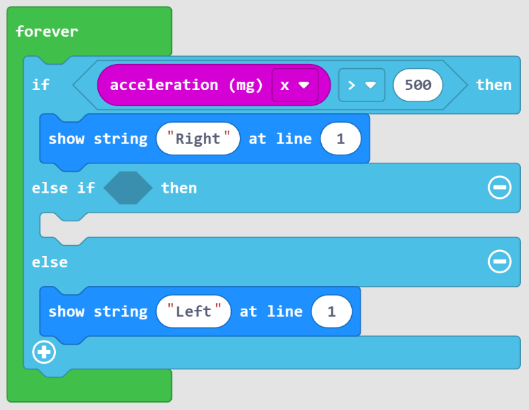 forever
if acceleration (mg) x > 500 then
show string "Right" at line 1
else if then
else
show string "Left" at line 1